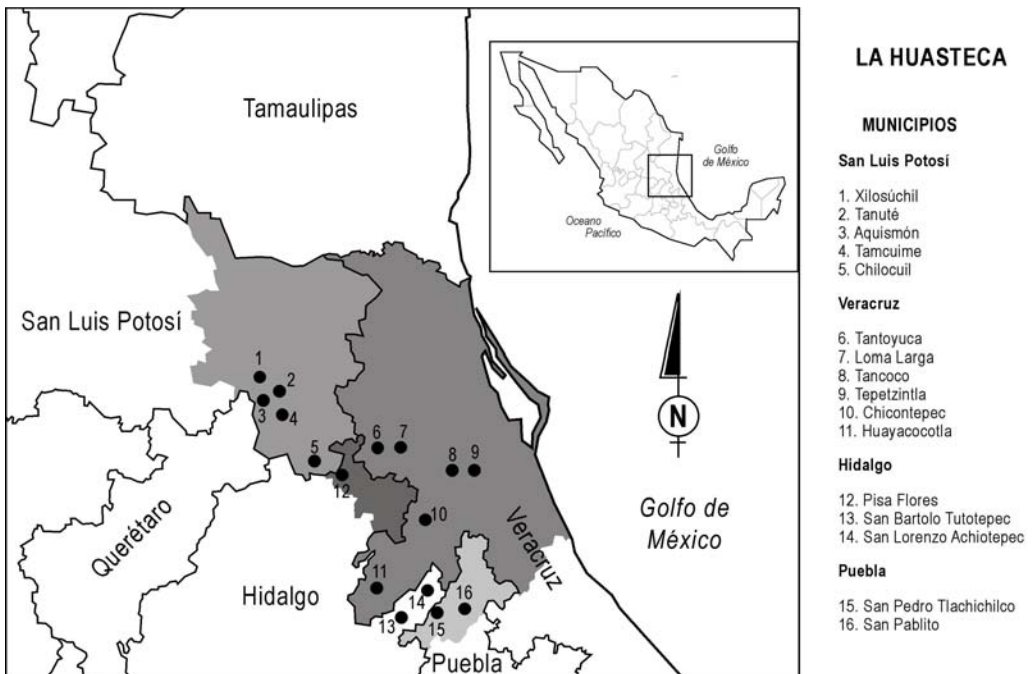 Tamaulipas
San Luis Potosí
Querétaro
Hidalgo
Veracruz
Puebla
Golfo de
México
1
2
3
4
5
6
7
8
9
10
11
12
13
14
15
16
Golfo
de México
Oceano
Pacífico
N
LA HUASTECA
MUNICIPIOS
San Luis Potosí
1. Xilosúchil
2. Tanuté
3. Aquismón
4. Tamcuime
5. Chilocuil
Veracruz
6. Tantoyuca
7. Loma Larga
8. Tancoco
9. Tepetzintla
10. Chicontepec
11. Huayacocotla
Hidalgo
12. Pisa Flores
13. San Bartolo Tutotepec
14. San Lorenzo Achiotepec
Puebla
15. San Pedro Tlachichilco
16. San Pablito